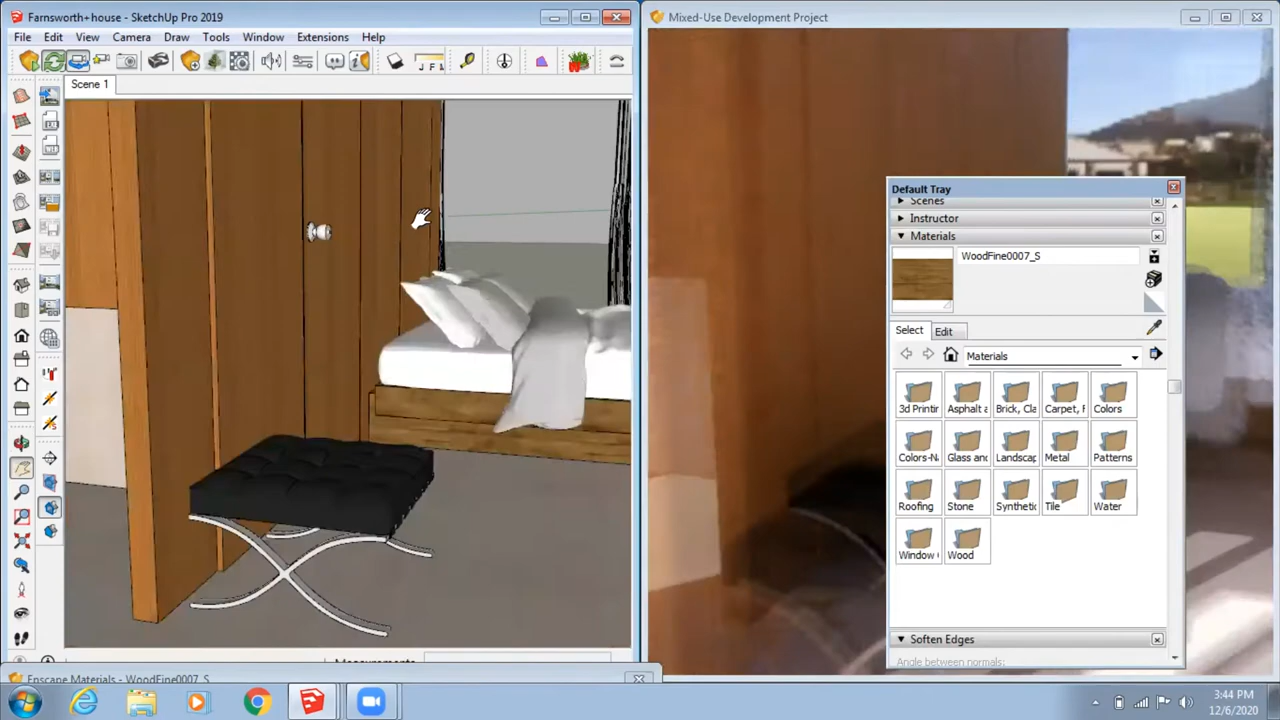 Farnsworth+house - SketchUp Pro 2019
File Edit View Camera Draw Tools Window Extensions Help
Scene 1
Mixed-Use Development Project
Default Tray
Scenes
Instructor
Materials
WoodFine0007_S
Select Edit
Materials
3d Printin Asphalt a Brick, Cla Carpet, F Colors
Colors-Na Glass and Landscap Metal Patterns
Roofing Stone Synthetic Tile Water
Window Wood
Soften Edges
Angle between normals:
Measurements
Enscape Materials - WoodFine0007_S
3:44 PM
12/6/2020